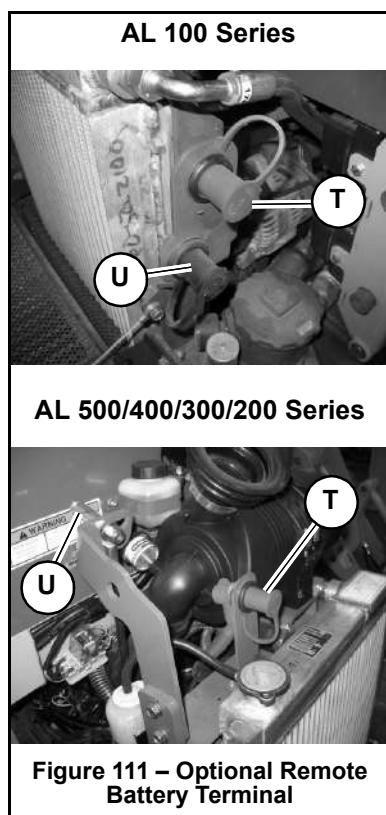 AL 100 Series
T
U
AL 500/400/300/200 Series
WARNING
T
U
Figure 111 – Optional Remote
Battery Terminal